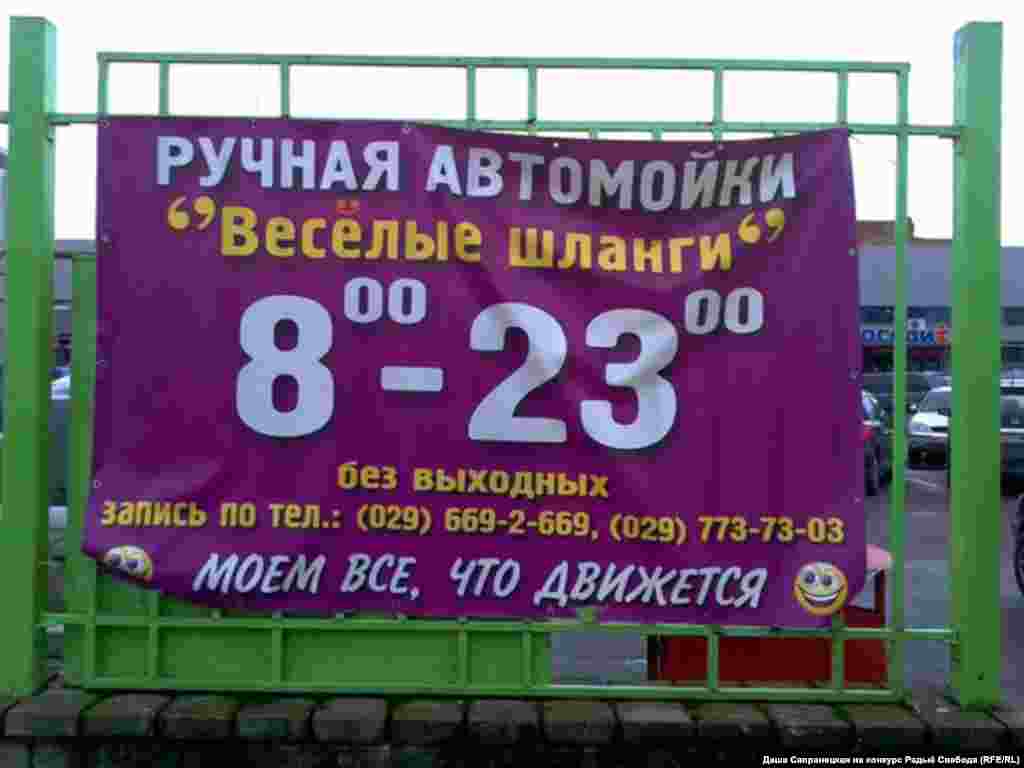 РУЧНАЯ АВТОМОЙКИ
“Весёлые шланги“
8⁰⁰ - 23⁰⁰
без выходных
запись по тел.: (029) 669-2-669, (029) 773-73-03
МОЕМ ВСЕ, ЧТО ДВИЖЕТСЯ
Даша Сапранецкая на конкурс Радыё Свабода (RFE/RL)